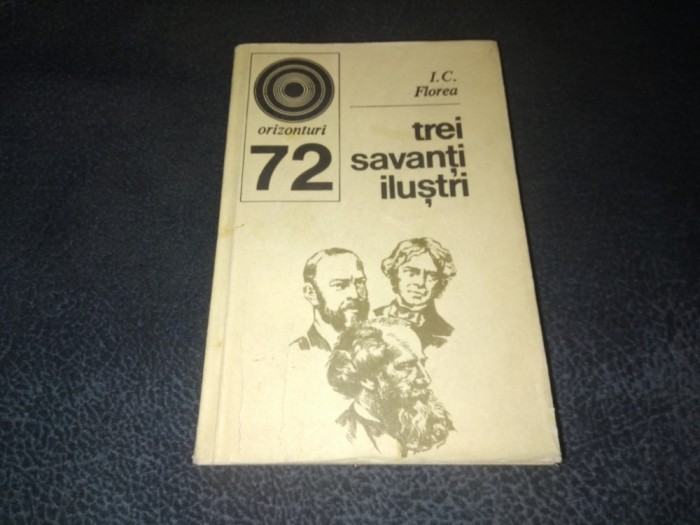 orizonturi
72
I.C.
Florea
trei
savanți
iluștri